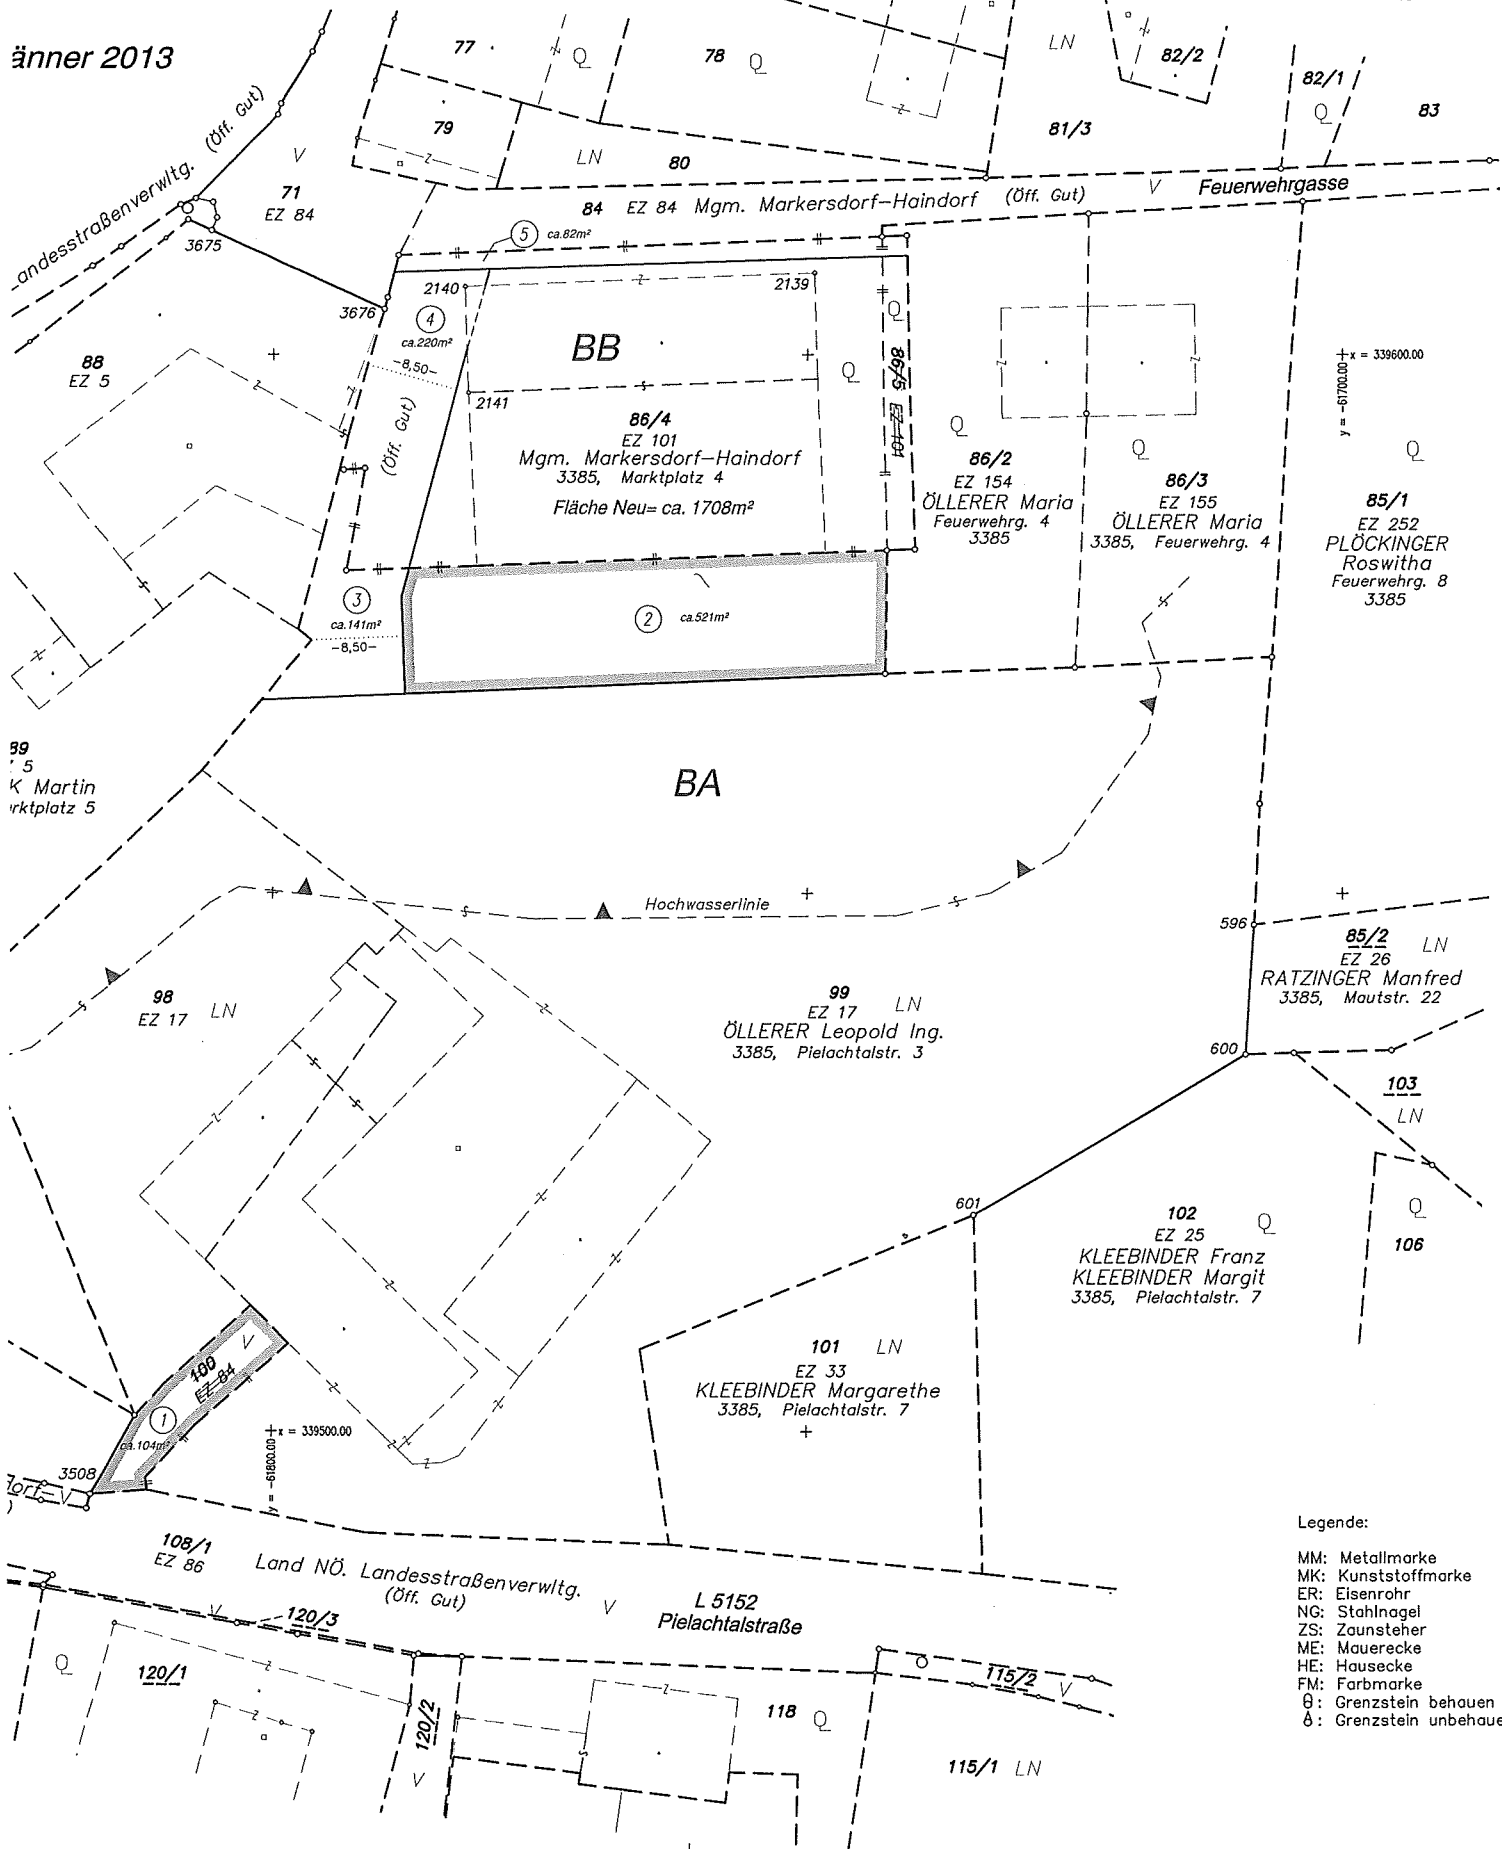 änner 2013
77
Q
78
Q
LN
82/2
82/1
Q
83
79
81/3
LN
80
andesstraßenverwltg. (Öff. Gut)
V
71
EZ 84
84 EZ 84 Mgm. Markersdorf-Haindorf (Öff. Gut)
V
Feuerwehrgasse
3675
5
ca.82m²
2140
2139
3676
4
ca.220m²
-8,50-
BB
Q
Q
86/5 EZ 101
x = 339600.00
y = -61700.00
88
EZ 5
2141
(Öff. Gut)
86/4
EZ 101
Mgm. Markersdorf-Haindorf
3385, Marktplatz 4
Fläche Neu= ca. 1708m²
Q
86/2
EZ 154
ÖLLERER Maria
Feuerwehrg. 4
3385
Q
86/3
EZ 155
ÖLLERER Maria
3385, Feuerwehrg. 4
Q
85/1
EZ 252
PLÖCKINGER
Roswitha
Feuerwehrg. 8
3385
3
ca.141m²
-8,50-
2
ca.521m²
89
5
K Martin
rktplatz 5
BA
Hochwasserlinie
596
85/2 LN
EZ 26
RATZINGER Manfred
3385, Mautstr. 22
98
EZ 17 LN
99
EZ 17 LN
ÖLLERER Leopold Ing.
3385, Pielachtalstr. 3
600
103
LN
601
102
EZ 25 Q
KLEEBINDER Franz
KLEEBINDER Margit
3385, Pielachtalstr. 7
Q
106
101 LN
EZ 33
KLEEBINDER Margarethe
3385, Pielachtalstr. 7
V
100
EZ 84
1
ca.104m²
x = 339500.00
y = -61800.00
3508
dorf-V
)
108/1
EZ 86
Land NÖ. Landesstraßenverwltg.
(Öff. Gut)
V
L 5152
Pielachtalstraße
V
120/3
Q
120/1
120/2
V
118 Q
115/2
V
115/1 LN
Legende:
MM: Metallmarke
MK: Kunststoffmarke
ER: Eisenrohr
NG: Stahlnagel
ZS: Zaunsteher
ME: Mauerecke
HE: Hausecke
FM: Farbmarke
: Grenzstein behauen
: Grenzstein unbehaue